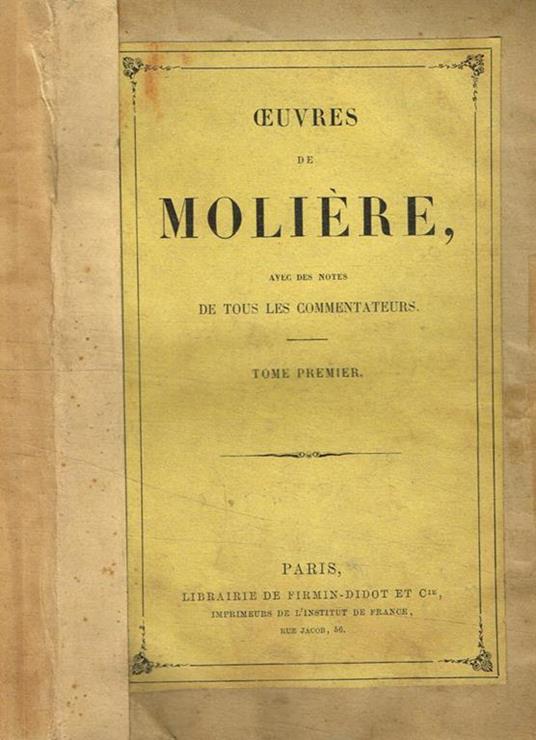 ŒUVRES
DE
MOLIÈRE,
AVEC DES NOTES
DE TOUS LES COMMENTATEURS.
TOME PREMIER.
PARIS,
LIBRAIRIE DE FIRMIN-DIDOT ET Cie,
IMPRIMEURS DE L'INSTITUT DE FRANCE,
RUE JACOB, 56.